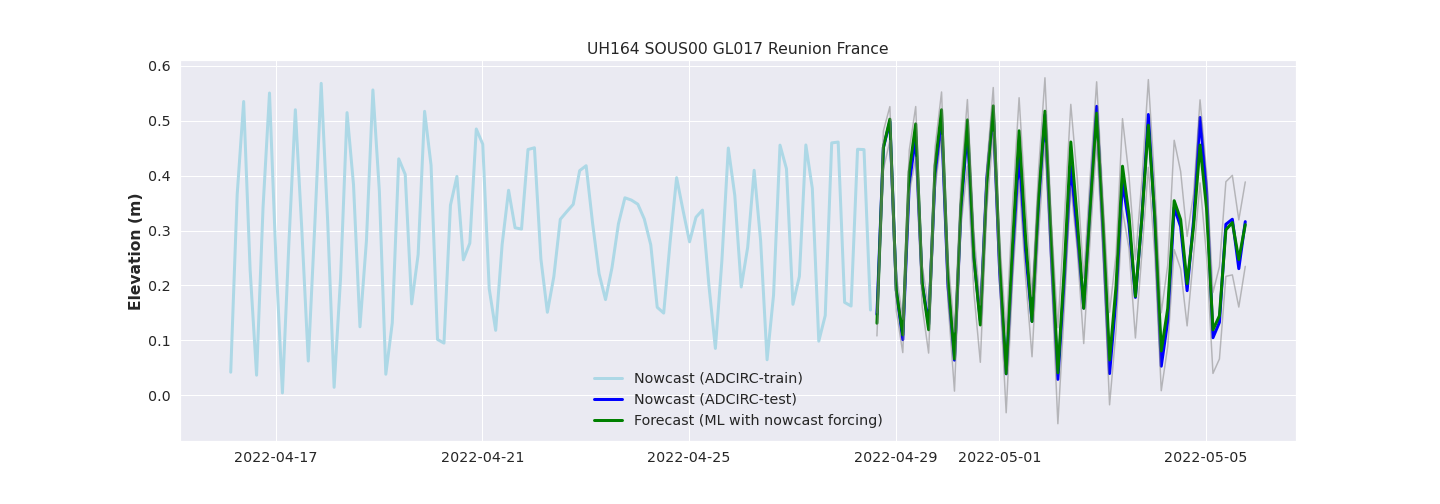 UH164 SOUS00 GL017 Reunion France
0.6
0.5
0.4
0.3
0.2
0.1
0.0
Elevation (m)
Nowcast (ADCIRC-train)
Nowcast (ADCIRC-test)
Forecast (ML with nowcast forcing)
2022-04-17 2022-04-21 2022-04-25 2022-04-29 2022-05-01 2022-05-05